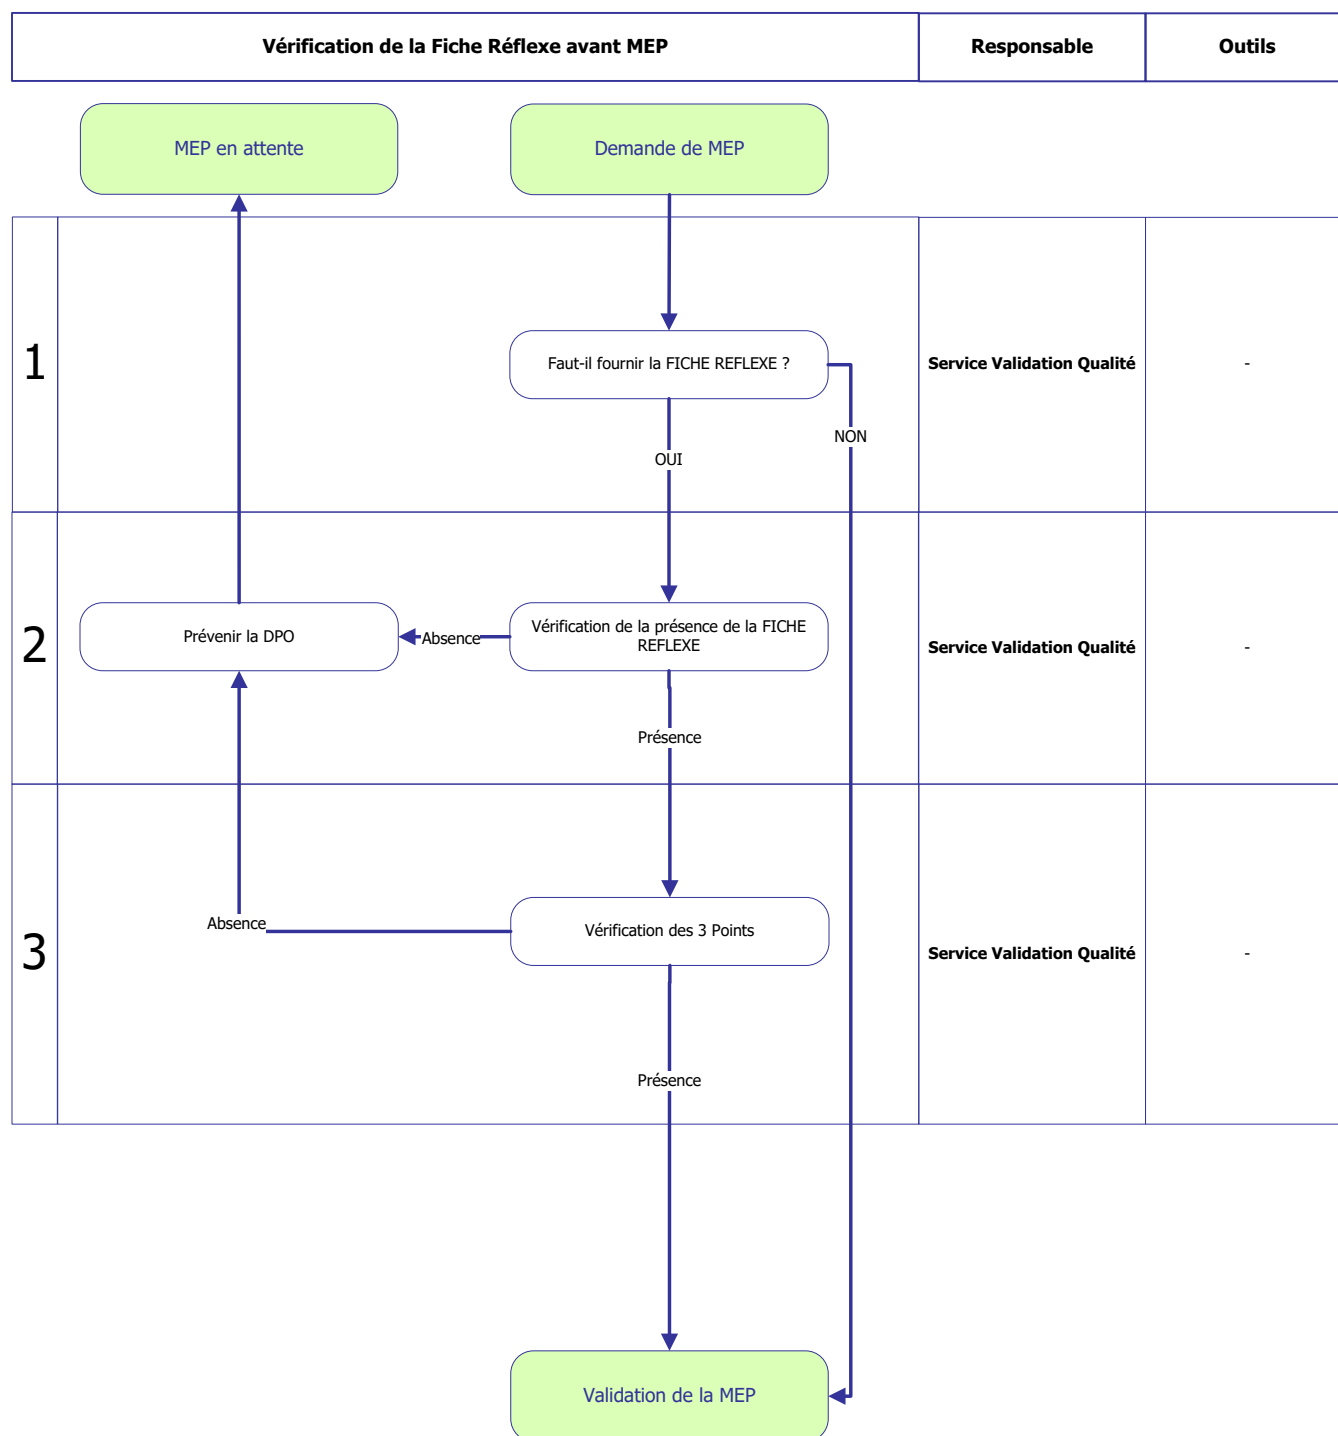 Vérification de la Fiche Réflexe avant MEP
Responsable
Outils
MEP en attente
Demande de MEP
1
Faut-il fournir la FICHE REFLEXE ?
Service Validation Qualité
-
NON
OUI
2
Prévenir la DPO
Absence
Vérification de la présence de la FICHE
REFLEXE
Service Validation Qualité
-
Présence
3
Absence
Vérification des 3 Points
Service Validation Qualité
-
Présence
Validation de la MEP